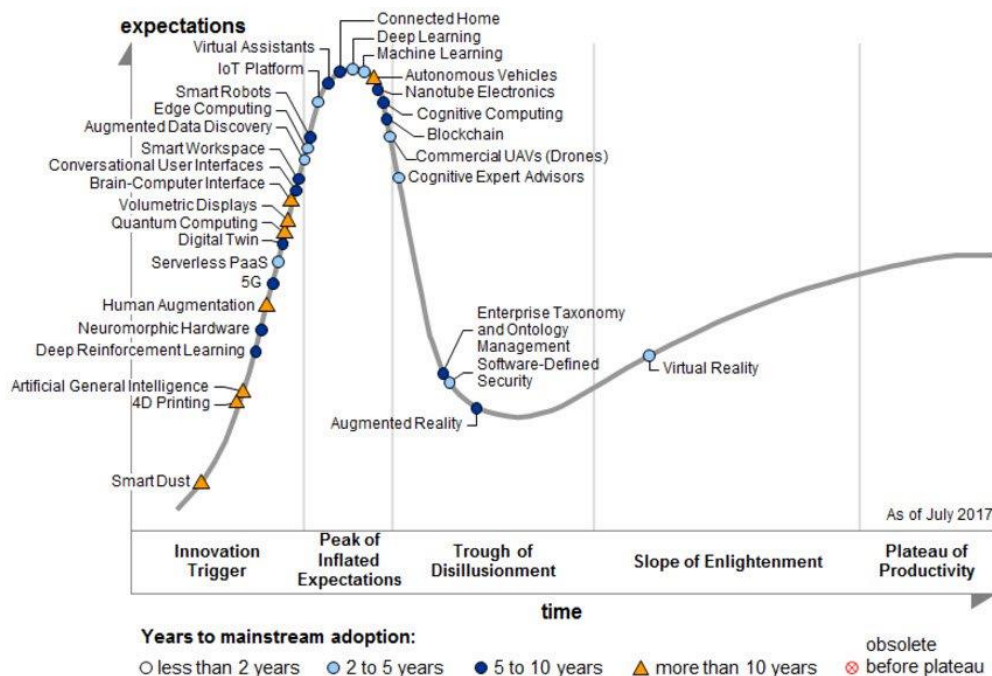 expectations
Connected Home
Deep Learning
Virtual Assistants
Machine Learning
IoT Platform
Autonomous Vehicles
Smart Robots
Nanotube Electronics
Edge Computing
Cognitive Computing
Augmented Data Discovery
Blockchain
Smart Workspace
Commercial UAVs (Drones)
Conversational User Interfaces
Cognitive Expert Advisors
Brain-Computer Interface
Volumetric Displays
Quantum Computing
Digital Twin
Serverless PaaS
5G
Human Augmentation
Neuromorphic Hardware
Deep Reinforcement Learning
Artificial General Intelligence
4D Printing
Smart Dust
Enterprise Taxonomy
and Ontology
Management
Software-Defined
Security
Augmented Reality
Virtual Reality
As of July 2017
Innovation
Trigger
Peak of
Inflated
Expectations
Trough of
Disillusionment
Slope of Enlightenment
Plateau of
Productivity
time
Years to mainstream adoption:
less than 2 years
2 to 5 years
5 to 10 years
more than 10 years
obsolete
before plateau